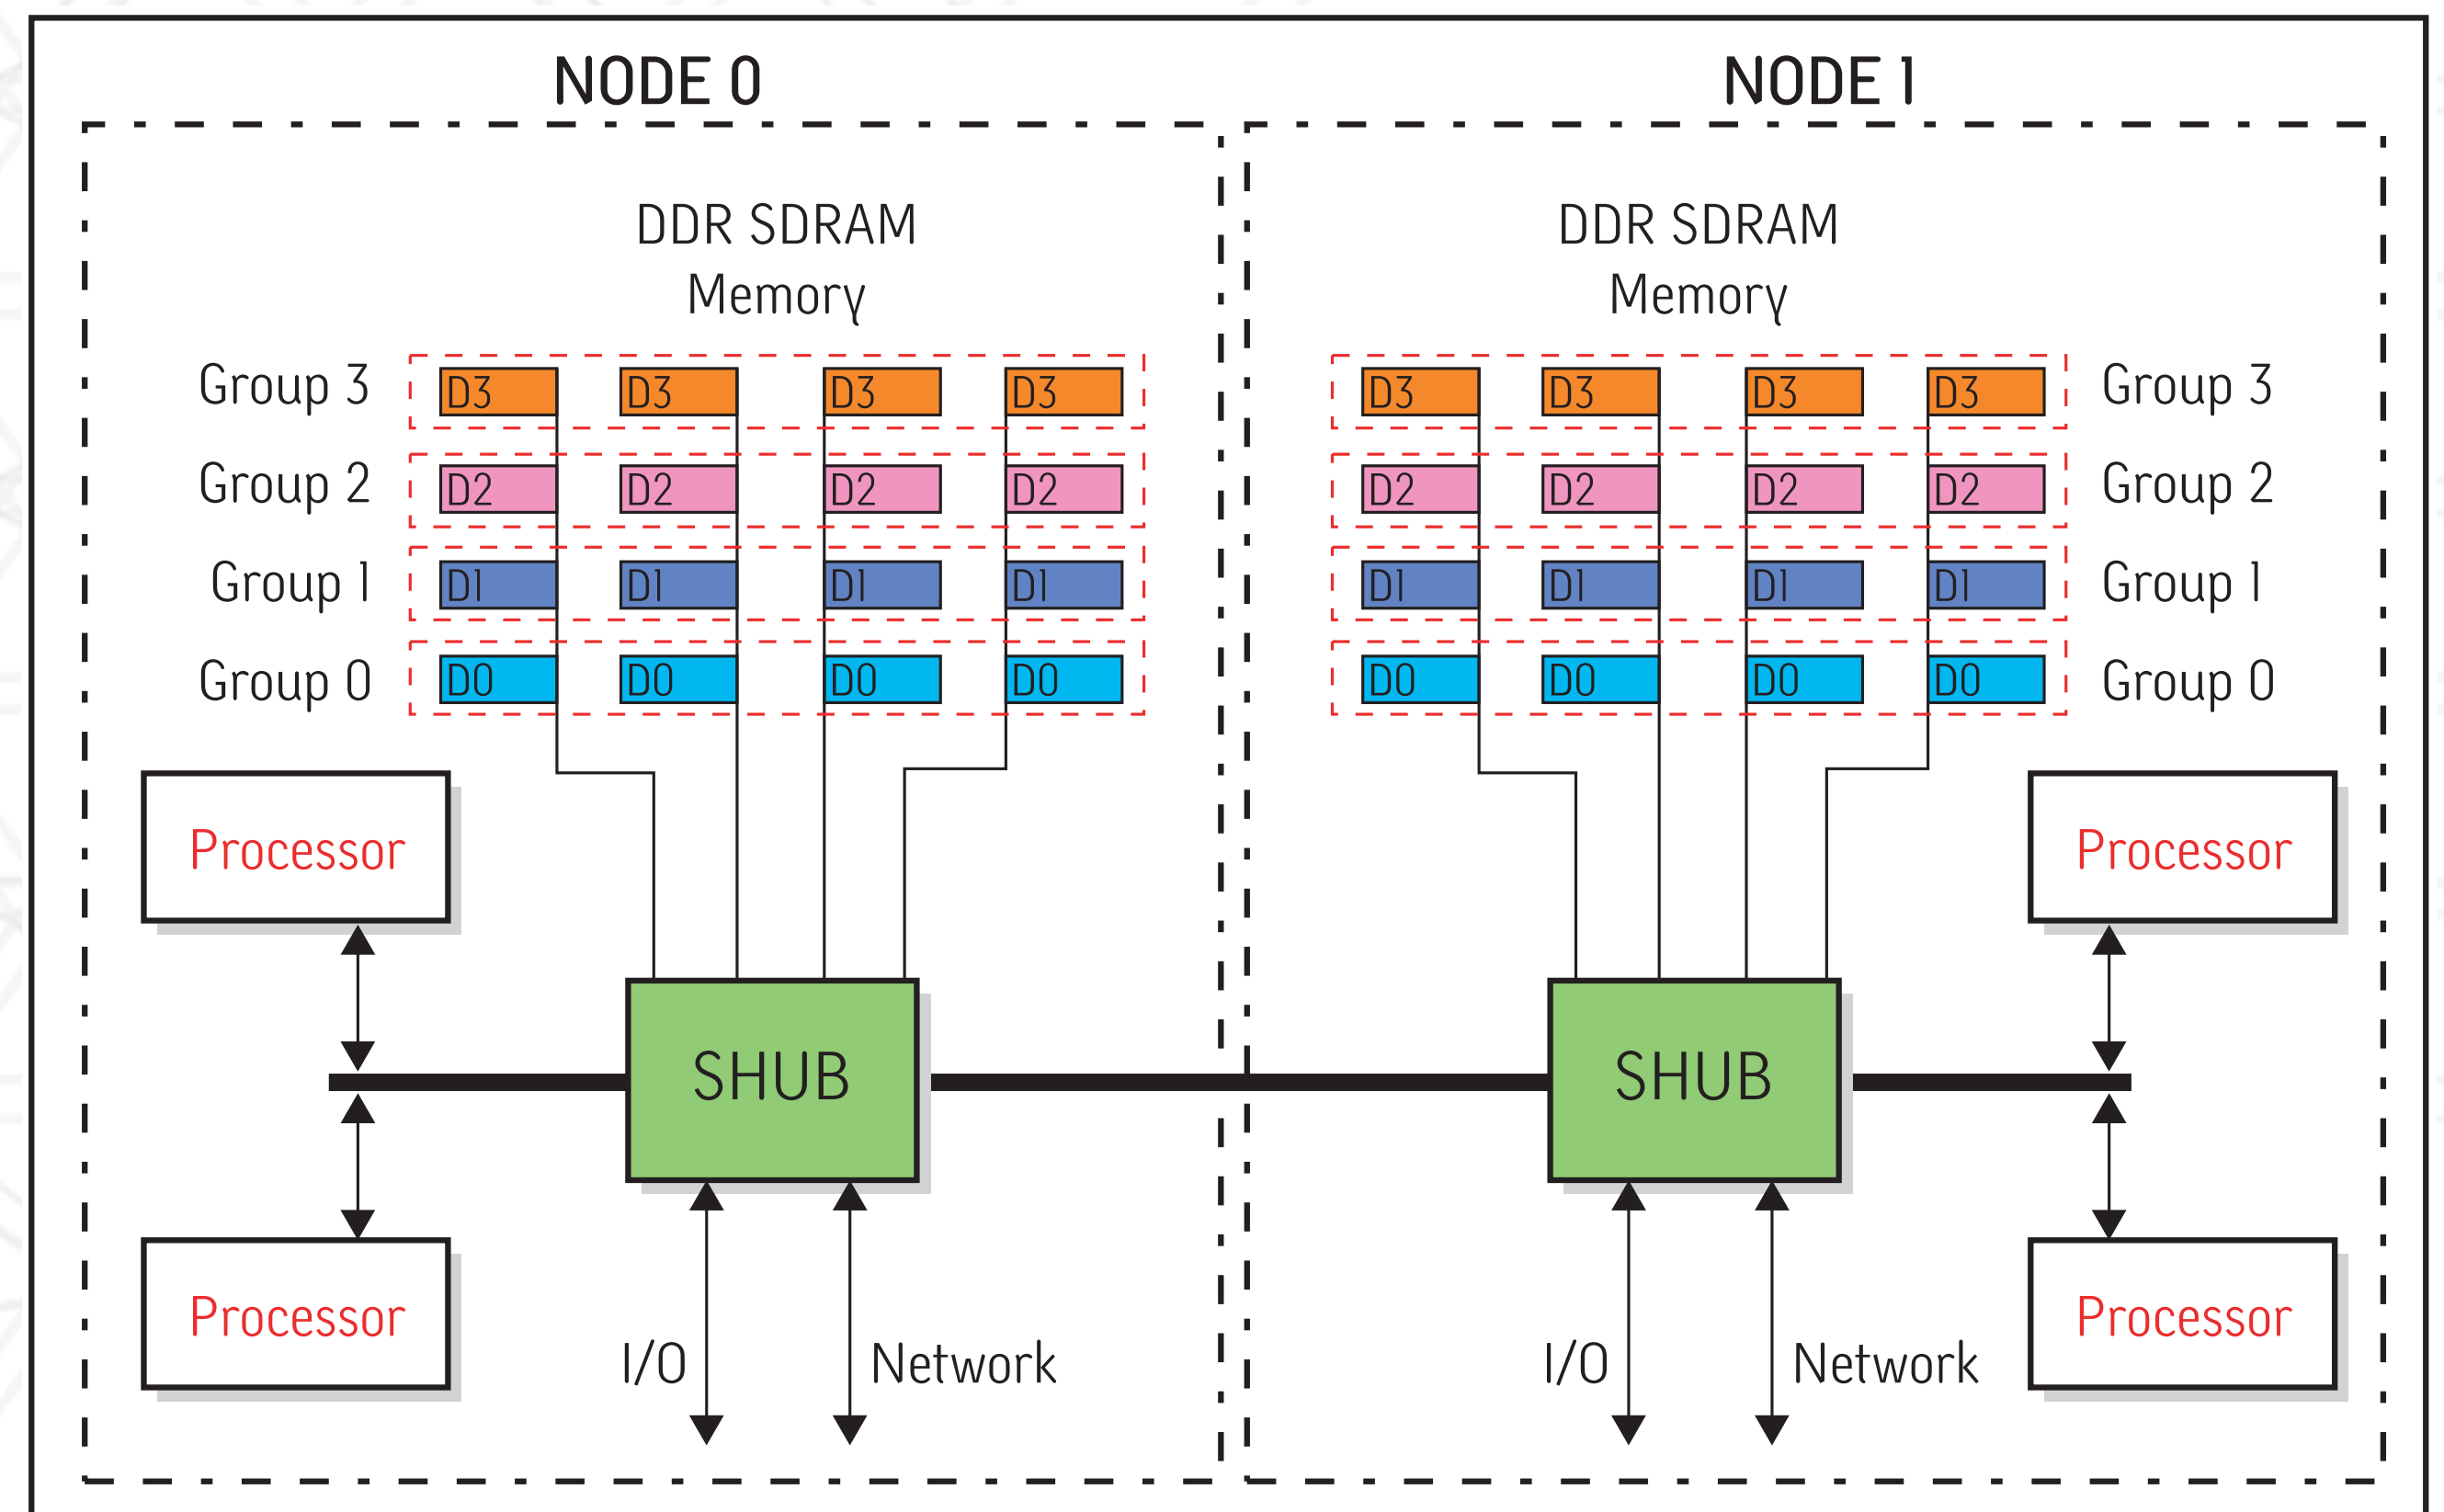 NODE 0
NODE 1
DDR SDRAM
Memory
DDR SDRAM
Memory
Group 3 D3 D3 D3 D3
D3 D3 D3 D3 Group 3
Group 2 D2 D2 D2 D2
D2 D2 D2 D2 Group 2
Group 1 D1 D1 D1 D1
D1 D1 D1 D1 Group 1
Group 0 D0 D0 D0 D0
D0 D0 D0 D0 Group 0
Processor
Processor
SHUB
SHUB
Processor
Processor
I/O
Network
I/O
Network